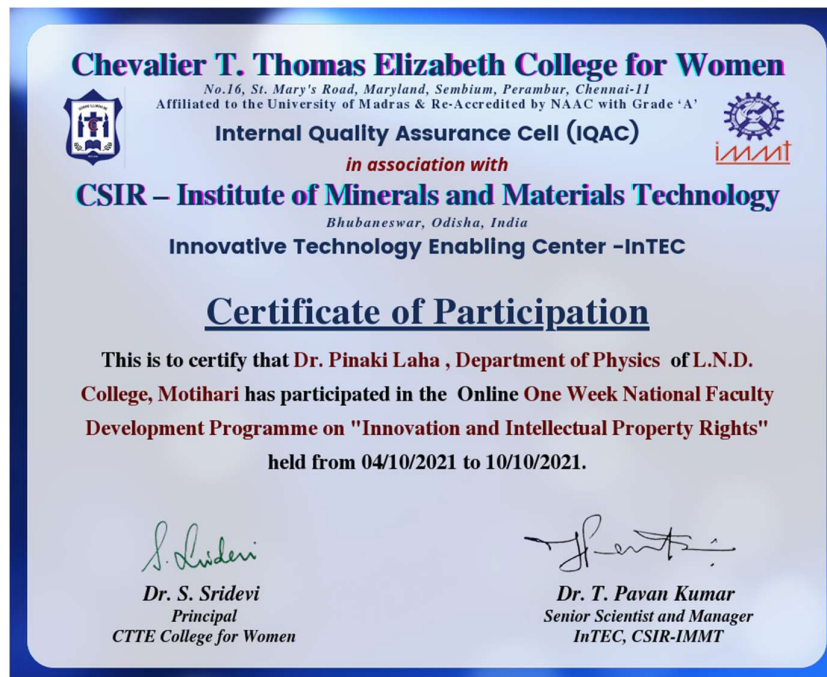 Chevalier T. Thomas Elizabeth College for Women
No.16, St. Mary's Road, Maryland, Sembium, Perambur, Chennai-11
Affiliated to the University of Madras & Re-Accredited by NAAC with Grade ‘A’
Internal Quality Assurance Cell (IQAC)
in association with
immt
CSIR – Institute of Minerals and Materials Technology
Bhubaneswar, Odisha, India
Innovative Technology Enabling Center -InTEC
Certificate of Participation
This is to certify that Dr. Pinaki Laha , Department of Physics of L.N.D.
College, Motihari has participated in the Online One Week National Faculty
Development Programme on "Innovation and Intellectual Property Rights"
held from 04/10/2021 to 10/10/2021.
S. Sridevi
Dr. S. Sridevi
Principal
CTTE College for Women
Dr. T. Pavan Kumar
Senior Scientist and Manager
InTEC, CSIR-IMMT